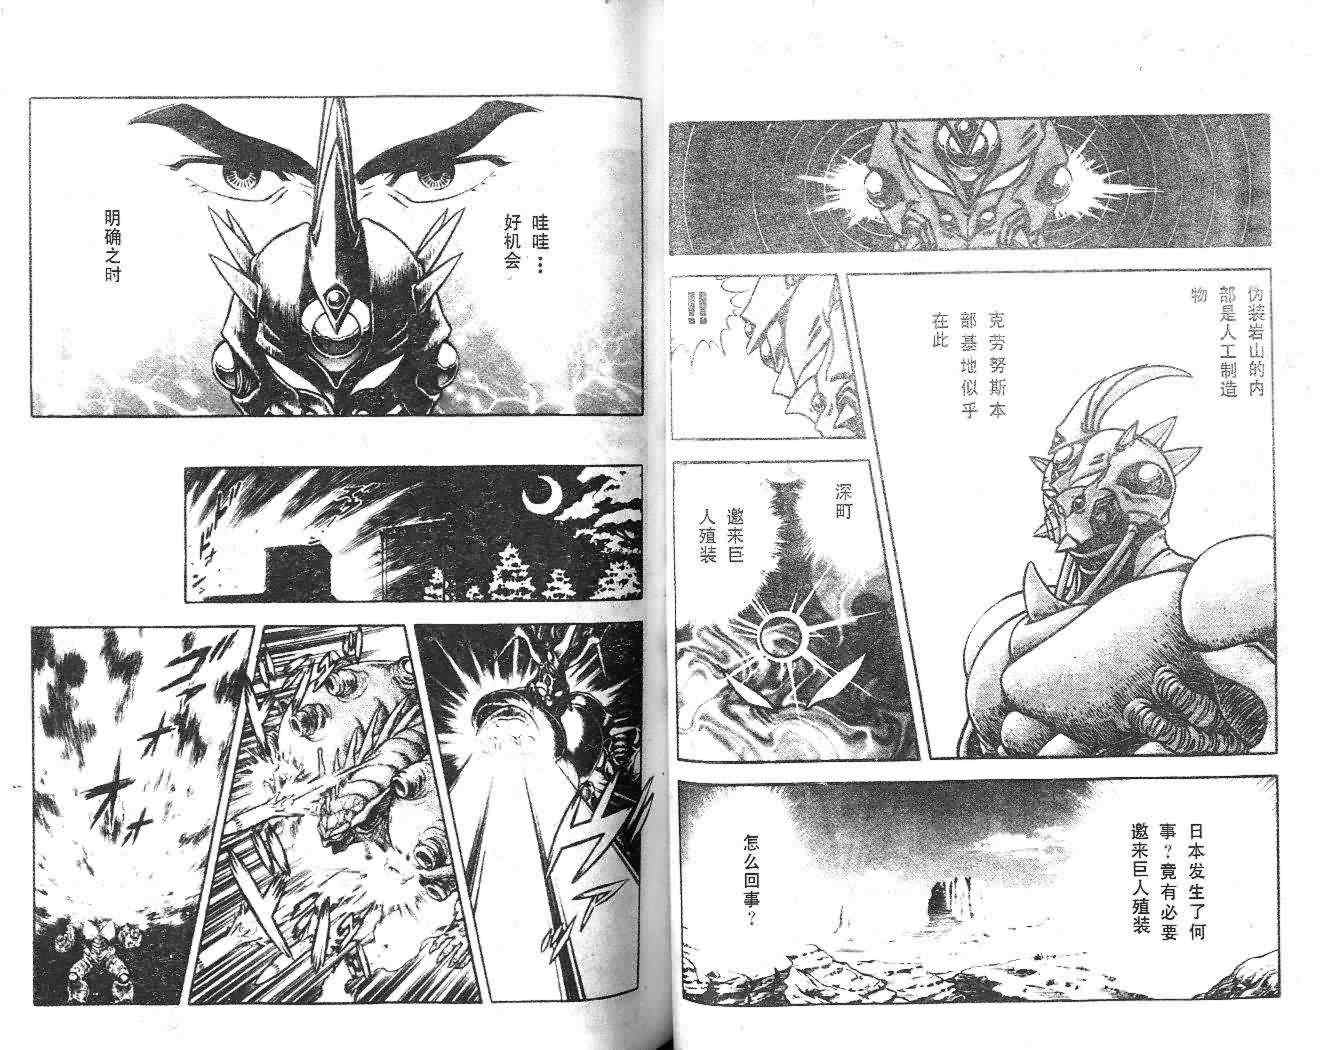 伪装岩山的内
部是人工制造
物
克劳努斯本
部基地似乎
在此
!!!
深町
邀来巨
人殖装
日本发生了何
事？竟有必要
邀来巨人殖装
怎么回事？
哇哇…
好机会
明确之时